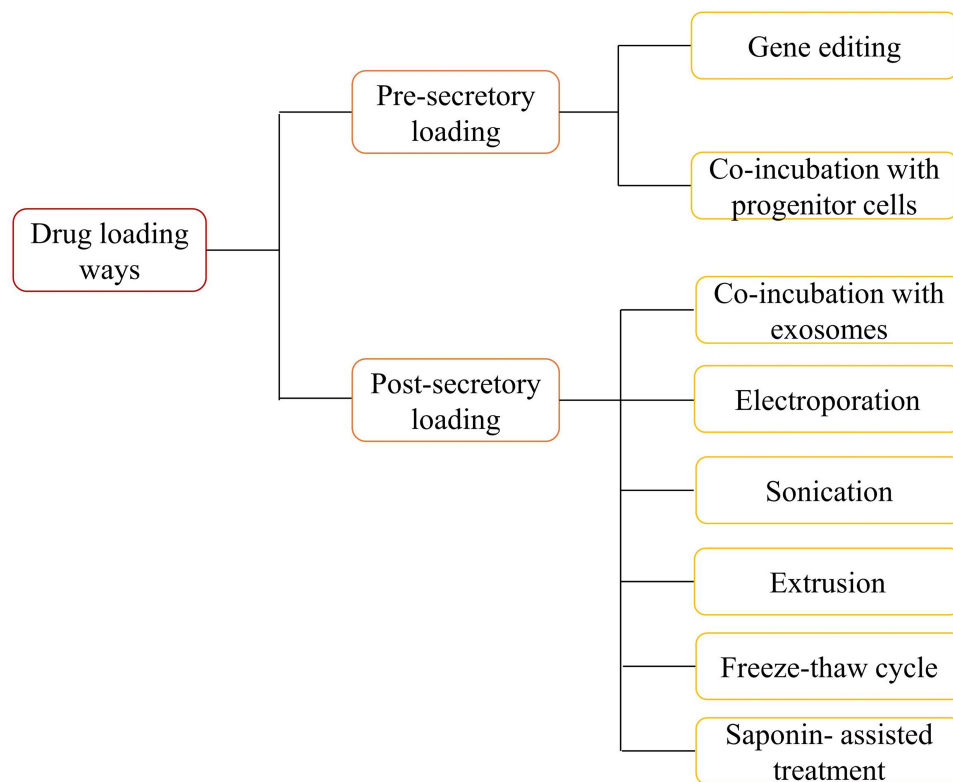 Drug loading
ways
Pre-secretory
loading
Gene editing
Co-incubation with
progenitor cells
Post-secretory
loading
Co-incubation with
exosomes
Electroporation
Sonication
Extrusion
Freeze-thaw cycle
Saponin- assisted
treatment